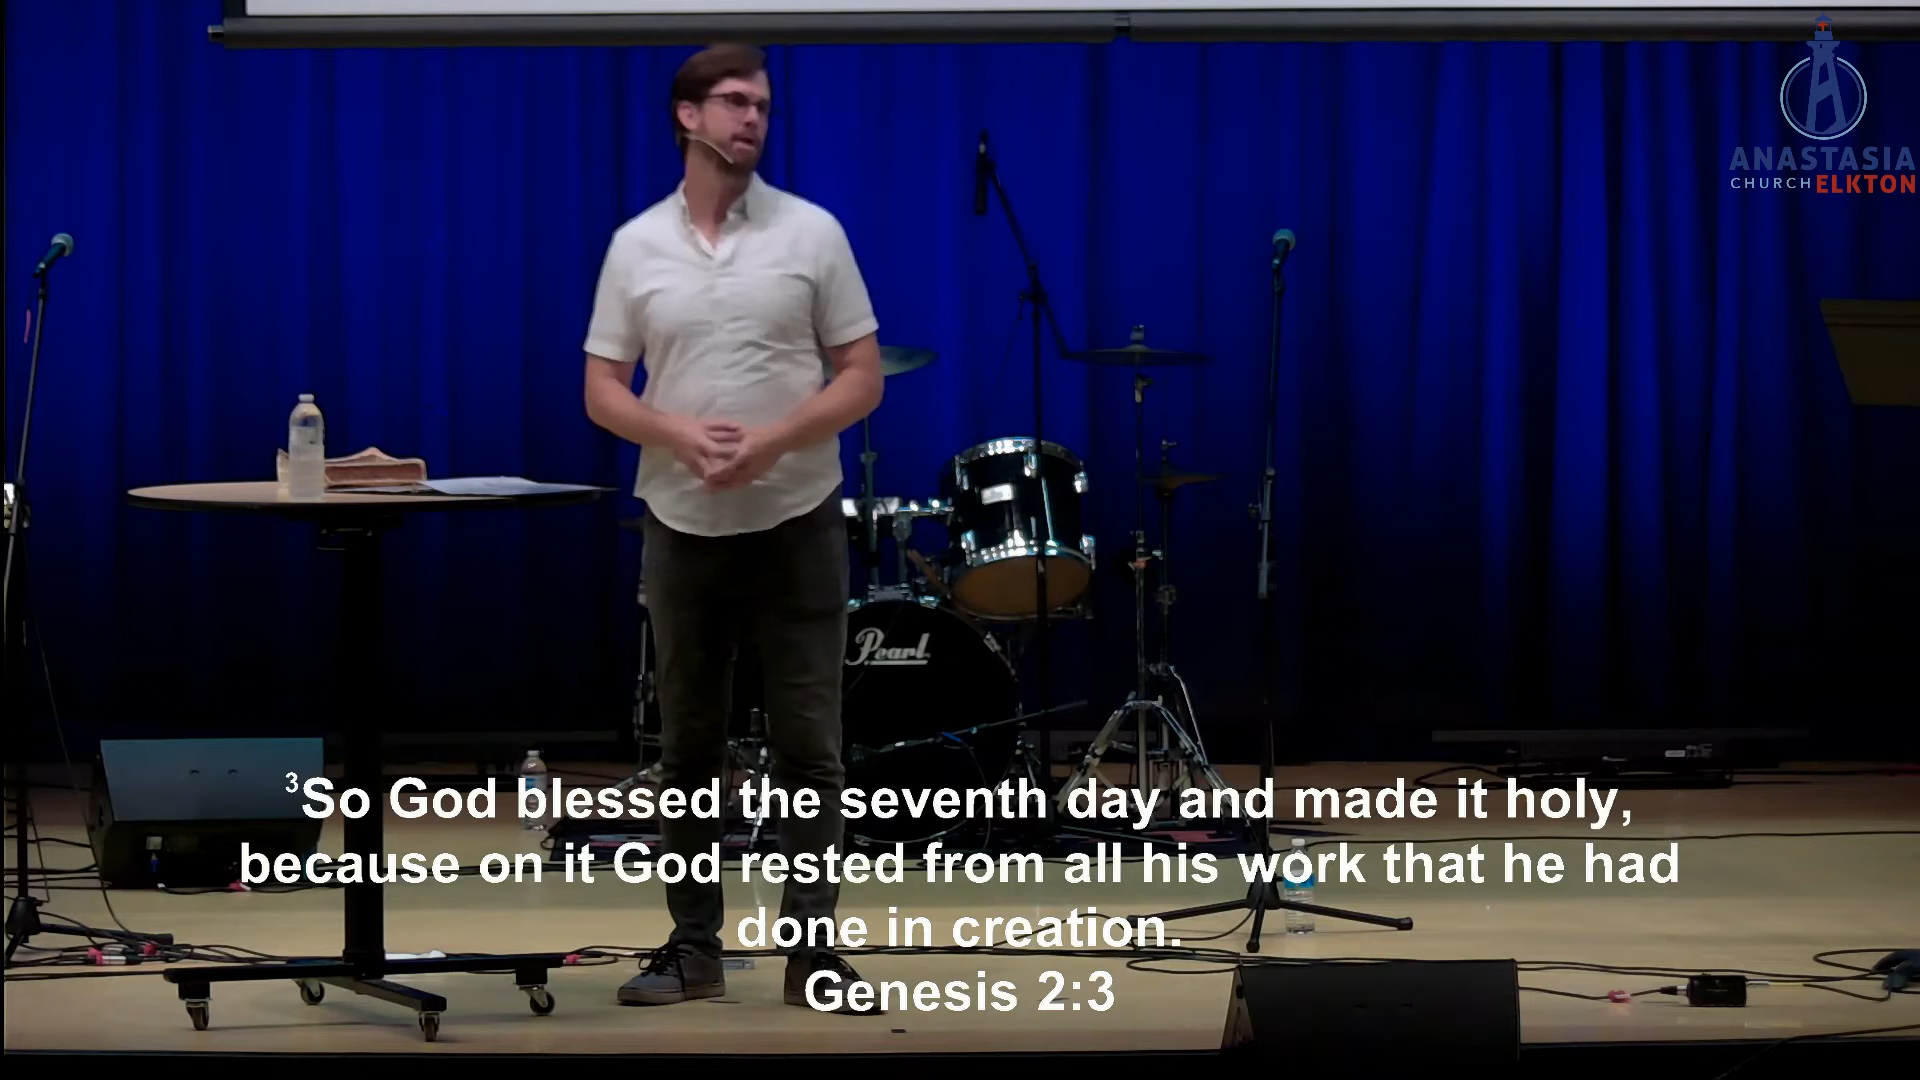 ANASTASIA
CHURCH ELKTON
Pearl
³So God blessed the seventh day and made it holy,
because on it God rested from all his work that he had
done in creation.
Genesis 2:3